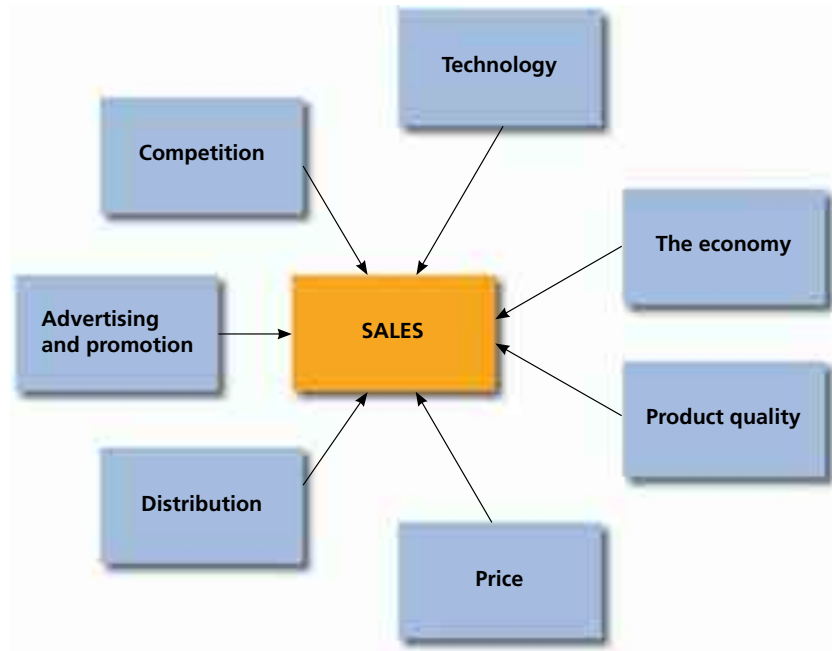 Technology
Competition
The economy
Advertising
and promotion
SALES
Product quality
Distribution
Price